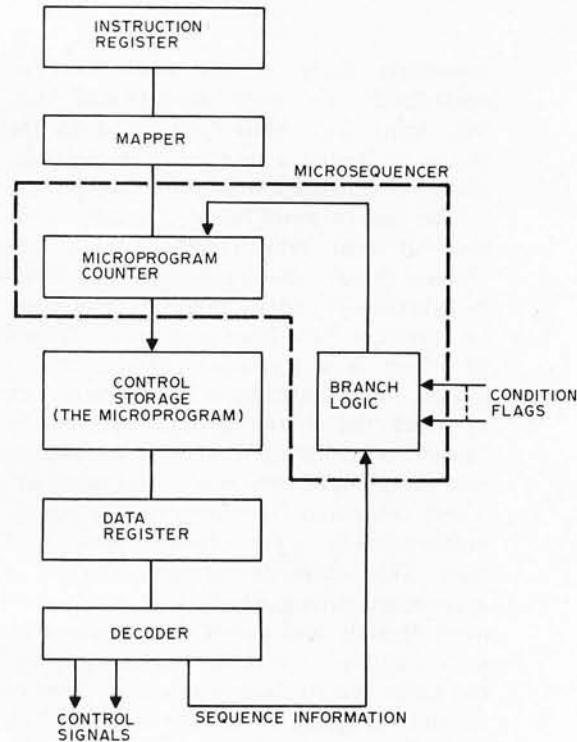 INSTRUCTION
REGISTER
MAPPER
MICROSEQUENCER
MICROPROGRAM
COUNTER
CONTROL
STORAGE
(THE MICROPROGRAM)
BRANCH
LOGIC
CONDITION
FLAGS
DATA
REGISTER
DECODER
CONTROL
SIGNALS
SEQUENCE INFORMATION